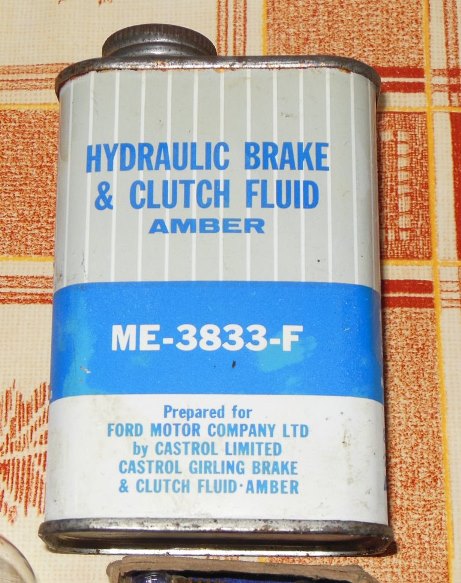 HYDRAULIC BRAKE
& CLUTCH FLUID
AMBER
ME-3833-F
Prepared for
FORD MOTOR COMPANY LTD
by CASTROL LIMITED
CASTROL GIRLING BRAKE
& CLUTCH FLUID·AMBER